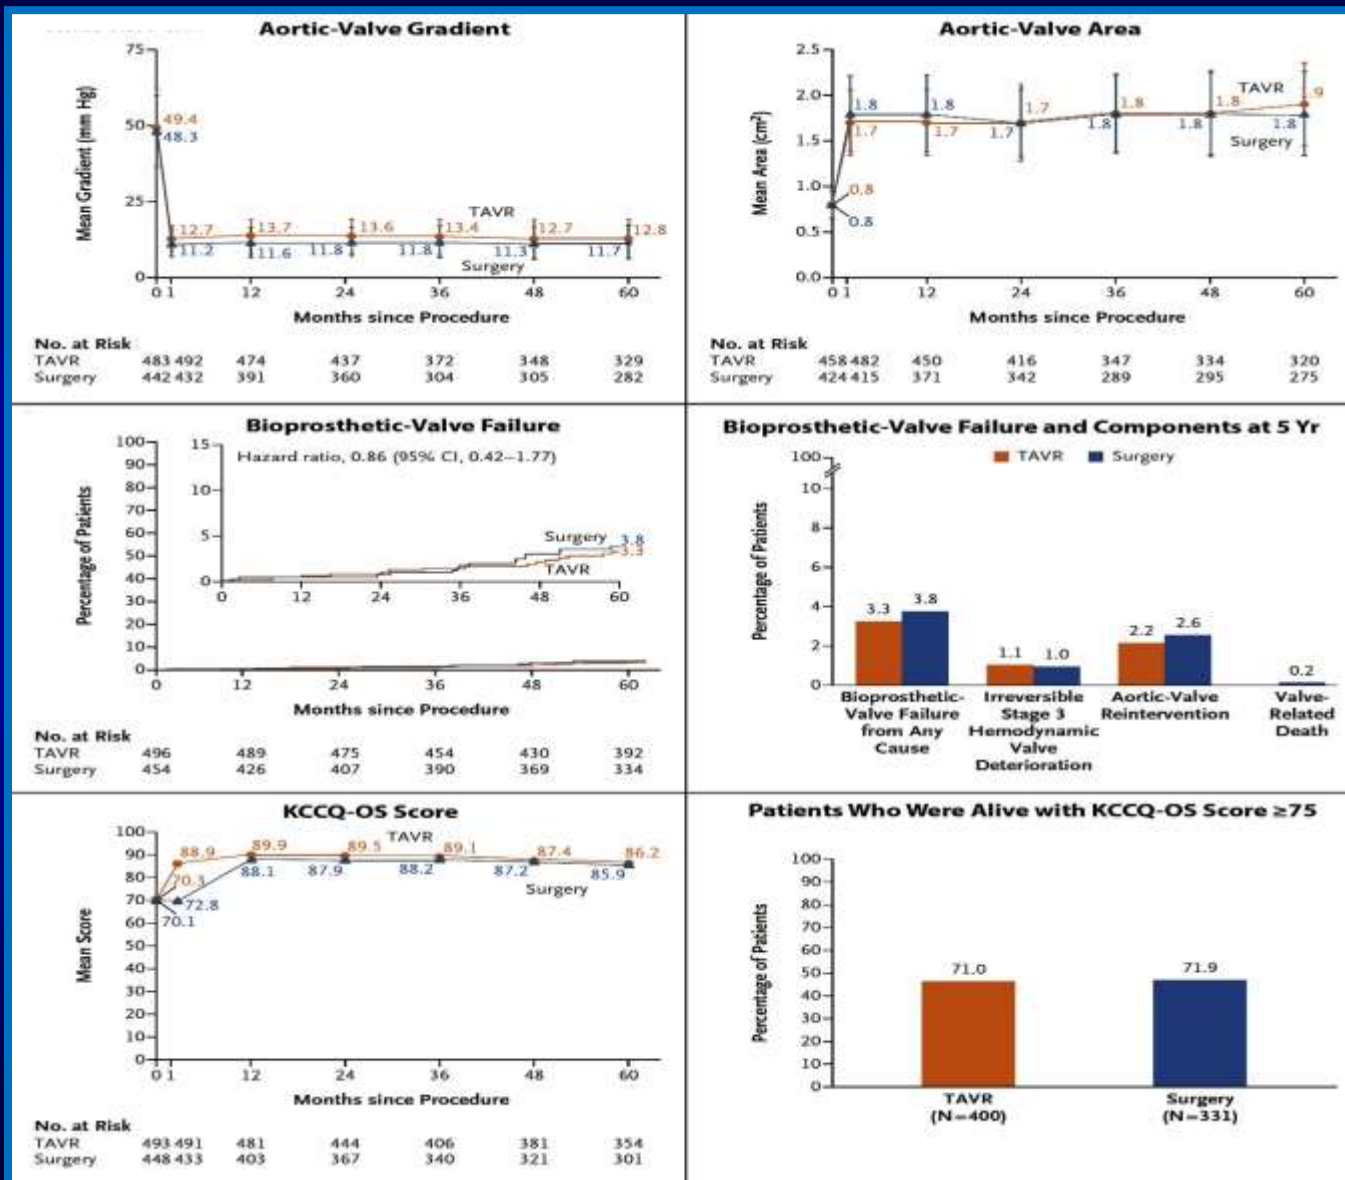 Aortic-Valve Gradient
Mean Gradient (mm Hg)
75
50
25
0
49.4
48.3
12.7
13.7
13.6
13.4
12.7
12.8
TAVR
11.2
11.6
11.8
11.8
11.3
11.7
Surgery
0 1 12 24 36 48 60
Months since Procedure
No. at Risk
TAVR 483 492 474 437 372 348 329
Surgery 442 432 391 360 304 305 282
Aortic-Valve Area
Mean Area (cm²)
2.5
2.0
1.5
1.0
0.5
0.0
TAVR
1.8 1.8 1.7 1.8 1.8 9
1.7 1.7 1.7 1.8 1.8 1.8
Surgery
0.8
0.8
0 1 12 24 36 48 60
Months since Procedure
No. at Risk
TAVR 458 482 450 416 347 334 320
Surgery 424 415 371 342 289 295 275
Bioprosthetic-Valve Failure
Percentage of Patients
100
90
80
70
60
50
40
30
20
10
0
15
10
5
0
Hazard ratio, 0.86 (95% CI, 0.42–1.77)
Surgery 3.8
3.3
TAVR
0 12 24 36 48 60
0 12 24 36 48 60
Months since Procedure
No. at Risk
TAVR 496 489 475 454 430 392
Surgery 454 426 407 390 369 334
Bioprosthetic-Valve Failure and Components at 5 Yr
TAVR Surgery
Percentage of Patients
100
10
8
6
4
2
0
3.3 3.8
1.1 1.0
2.2 2.6
0.2
Bioprosthetic-
Valve Failure
from Any
Cause
Irreversible
Stage 3
Hemodynamic
Valve
Deterioration
Aortic-Valve
Reintervention
Valve-
Related
Death
KCCQ-OS Score
Mean Score
100
90
80
70
60
50
40
30
20
10
0
TAVR
88.9 89.9 89.5 89.1 87.4 86.2
70.3
72.8 88.1 87.9 88.2 87.2 85.9
70.1
Surgery
0 1 12 24 36 48 60
Months since Procedure
No. at Risk
TAVR 493 491 481 444 406 381 354
Surgery 448 433 403 367 340 321 301
Patients Who Were Alive with KCCQ-OS Score ≥75
Percentage of Patients
100
90
80
70
60
50
40
30
20
10
0
71.0
71.9
TAVR
(N=400)
Surgery
(N=331)